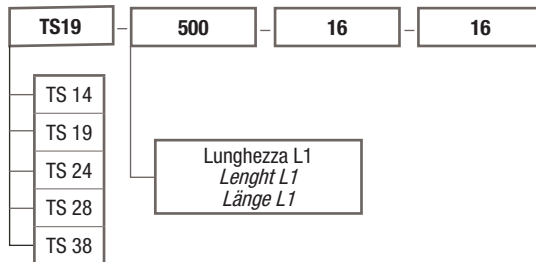 TS19 – 500 – 16 – 16
TS 14
TS 19
TS 24
TS 28
TS 38
Lunghezza L1
Lenght L1
Länge L1